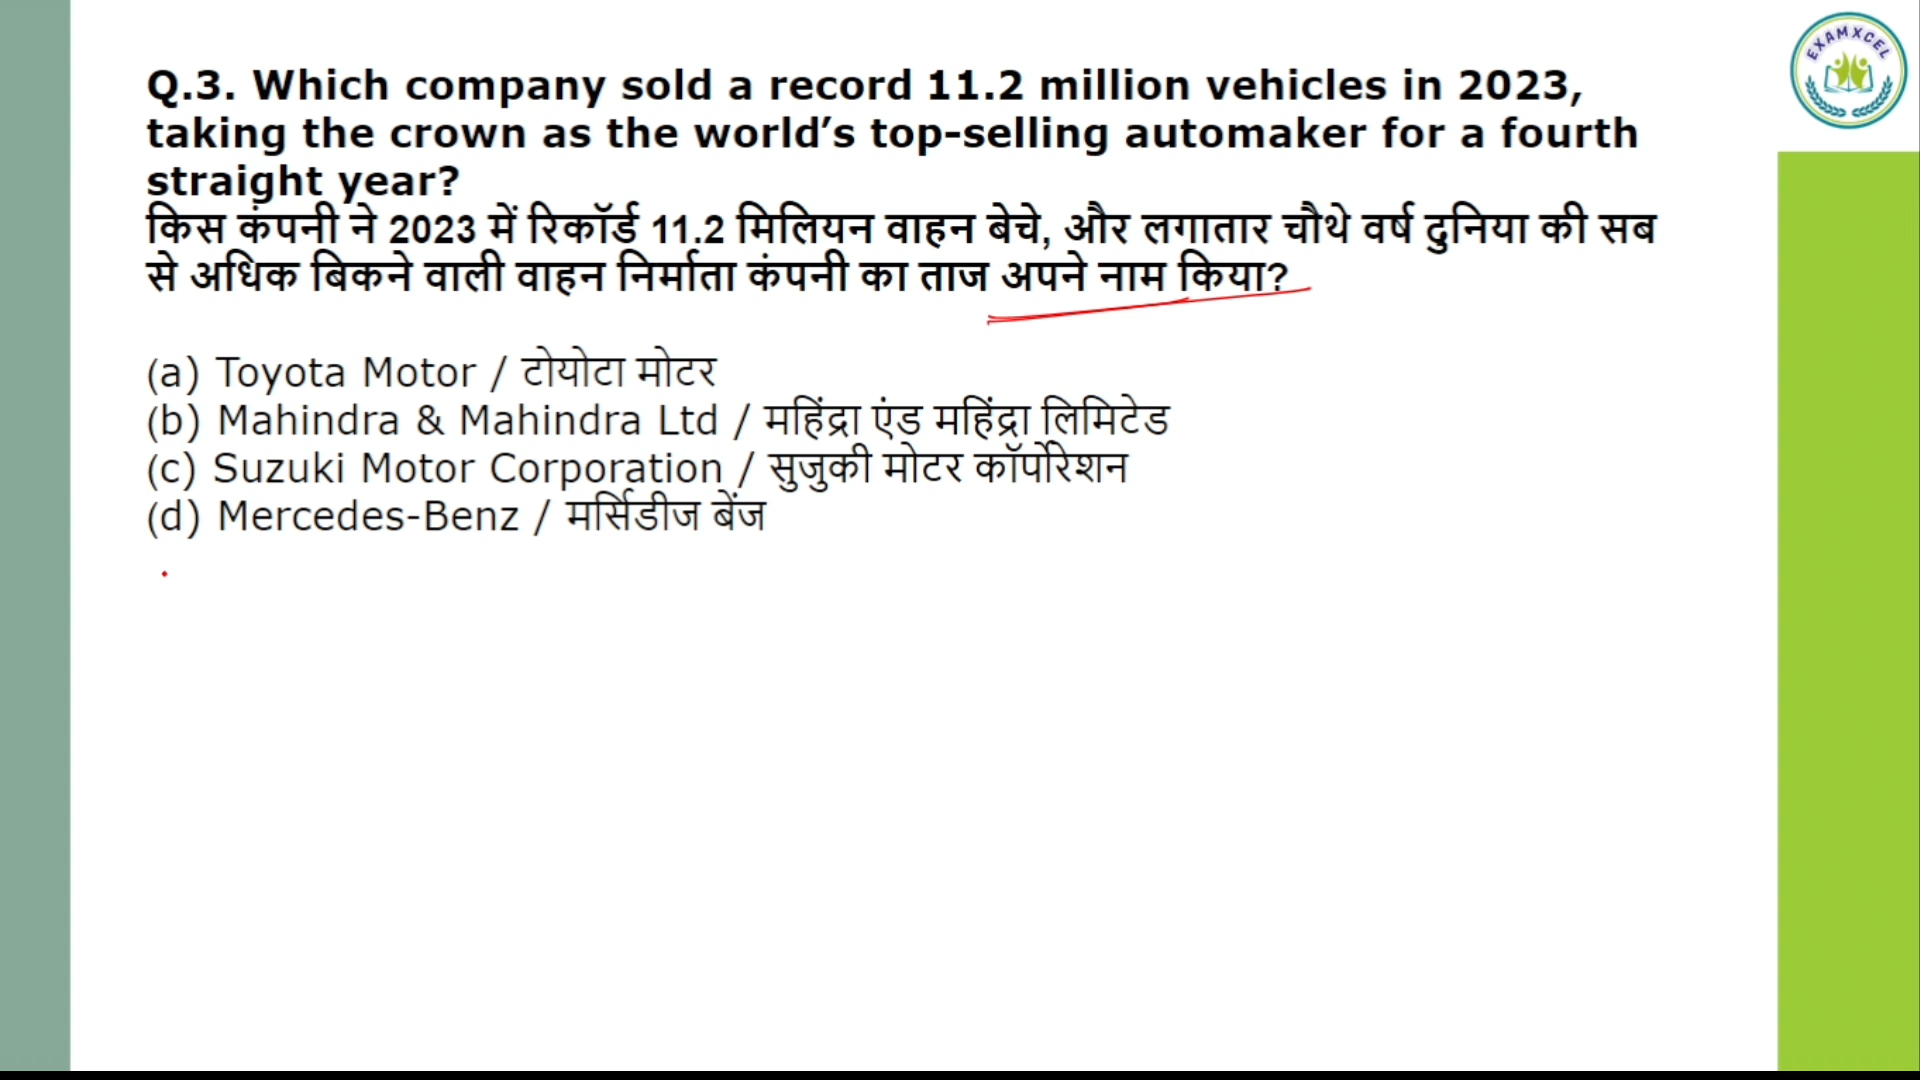 EXAMXCEL
Q.3. Which company sold a record 11.2 million vehicles in 2023,
taking the crown as the world’s top-selling automaker for a fourth
straight year?
किस कंपनी ने 2023 में रिकॉर्ड 11.2 मिलियन वाहन बेचे, और लगातार चौथे वर्ष दुनिया की सब
से अधिक बिकने वाली वाहन निर्माता कंपनी का ताज अपने नाम किया?
(a) Toyota Motor / टोयोटा मोटर
(b) Mahindra & Mahindra Ltd / महिंद्रा एंड महिंद्रा लिमिटेड
(c) Suzuki Motor Corporation / सुजुकी मोटर कॉर्पोरेशन
(d) Mercedes-Benz / मर्सिडीज बेंज